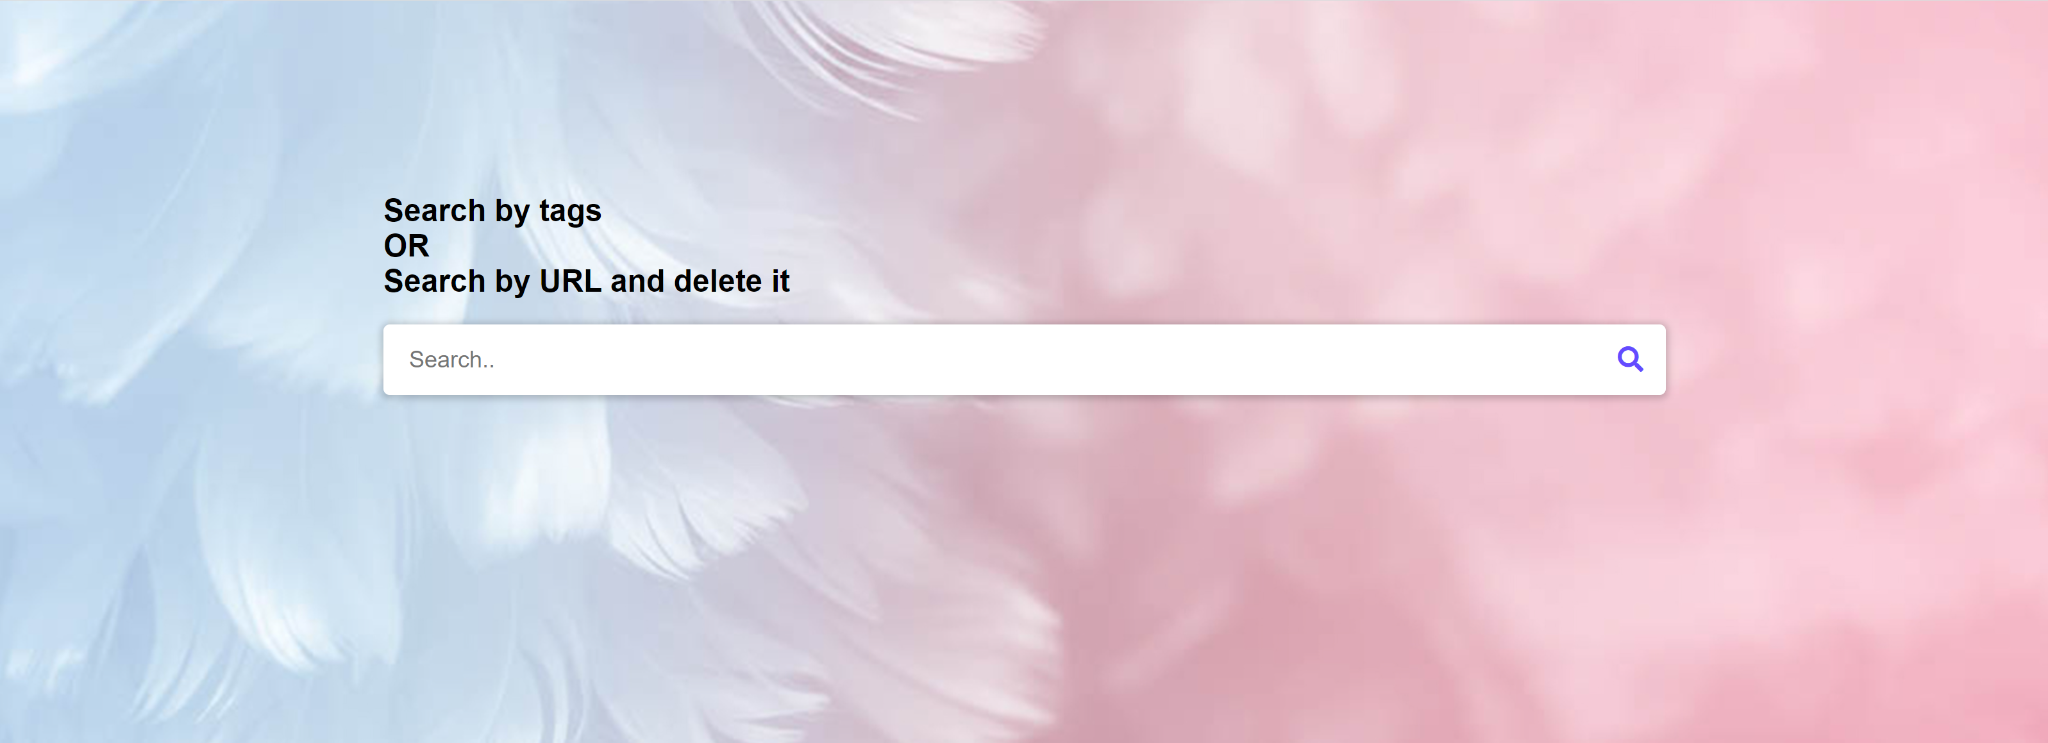 Search by tags
OR
Search by URL and delete it
Search..